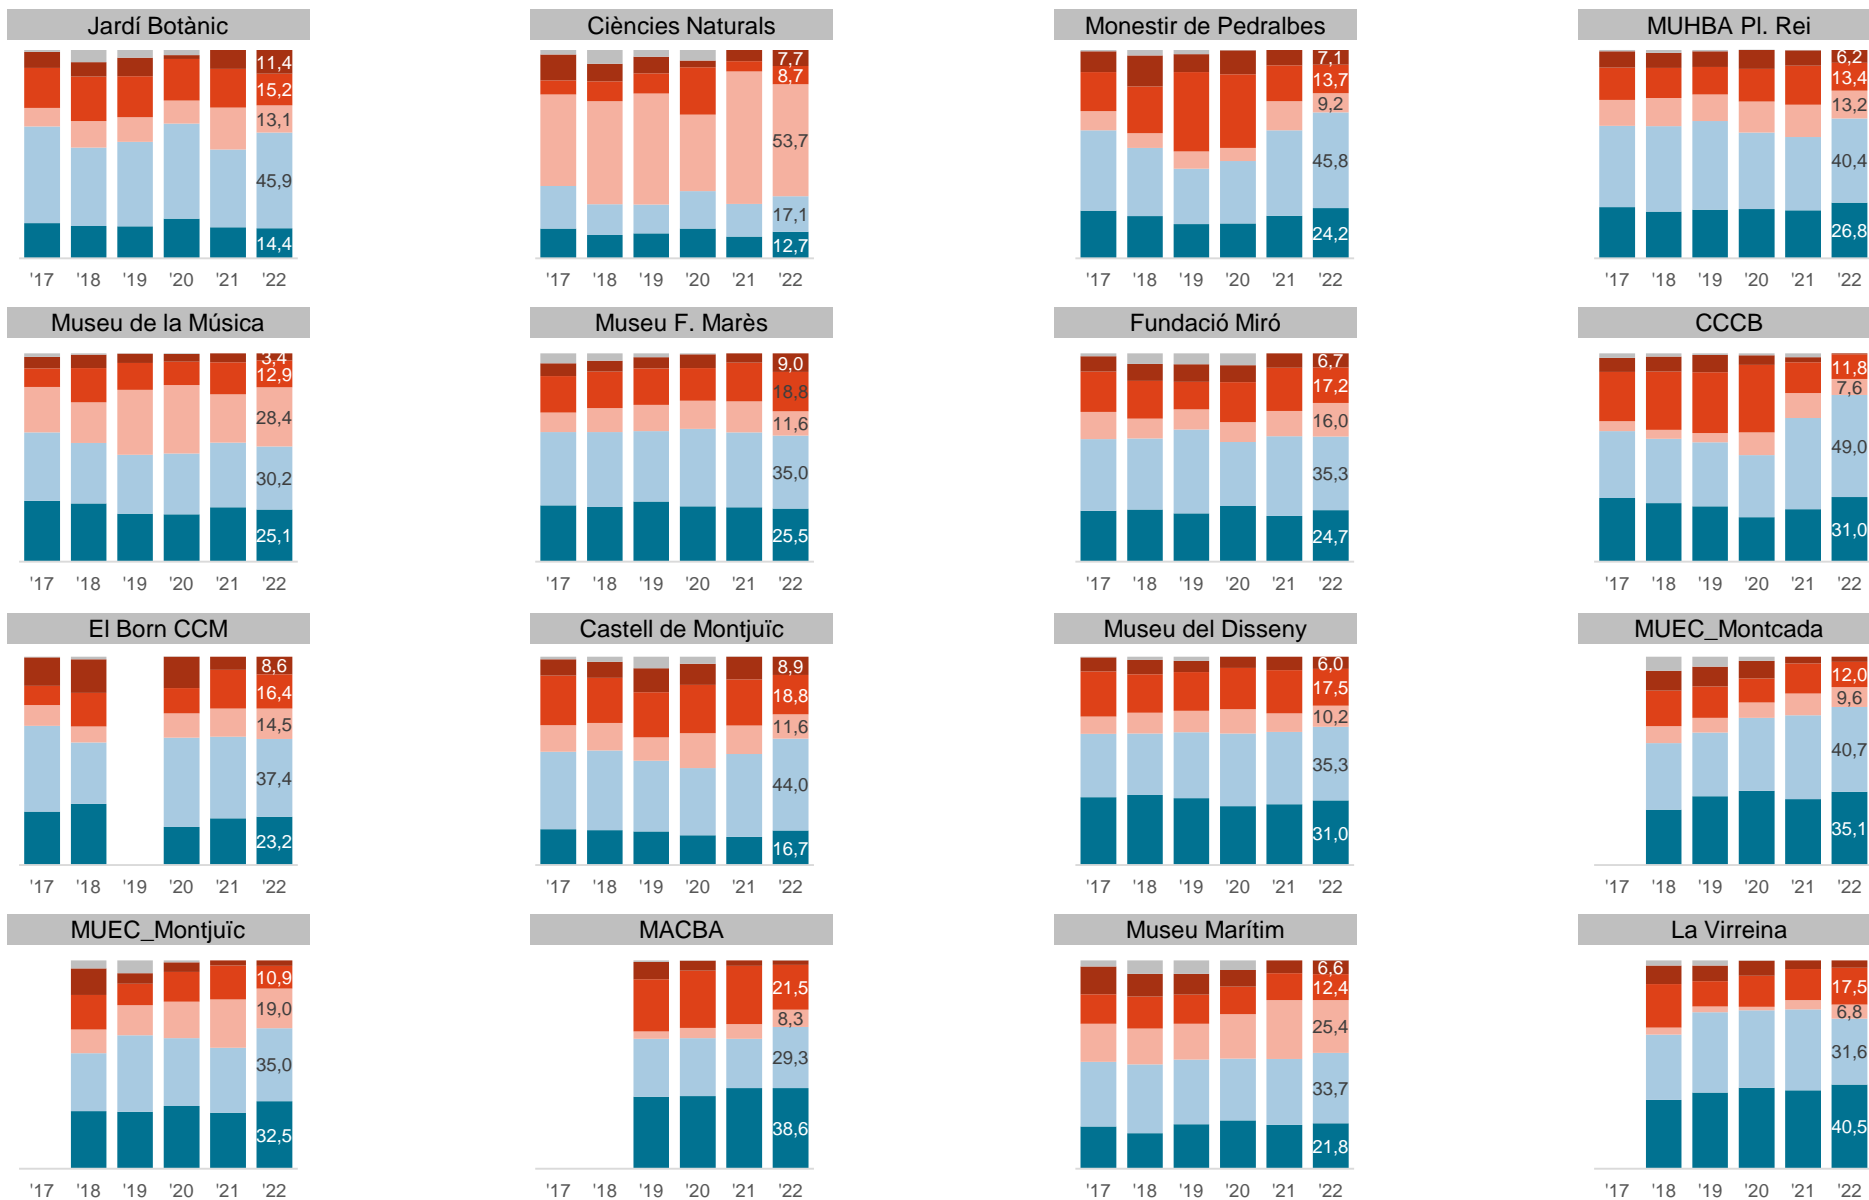 Jardí Botànic
11,4
15,2
13,1
45,9
14,4
'17 '18 '19 '20 '21 '22
Ciències Naturals
7,7
8,7
53,7
17,1
12,7
'17 '18 '19 '20 '21 '22
Monestir de Pedralbes
7,1
13,7
9,2
45,8
24,2
'17 '18 '19 '20 '21 '22
MUHBA Pl. Rei
6,2
13,4
13,2
40,4
26,8
'17 '18 '19 '20 '21 '22
Museu de la Música
3,4
12,9
28,4
30,2
25,1
'17 '18 '19 '20 '21 '22
Museu F. Marès
9,0
18,8
11,6
35,0
25,5
'17 '18 '19 '20 '21 '22
Fundació Miró
6,7
17,2
16,0
35,3
24,7
'17 '18 '19 '20 '21 '22
CCCB
11,8
7,6
49,0
31,0
'17 '18 '19 '20 '21 '22
El Born CCM
8,6
16,4
14,5
37,4
23,2
'17 '18 '19 '20 '21 '22
Castell de Montjuïc
8,9
18,8
11,6
44,0
16,7
'17 '18 '19 '20 '21 '22
Museu del Disseny
6,0
17,5
10,2
35,3
31,0
'17 '18 '19 '20 '21 '22
MUEC_Montcada
12,0
9,6
40,7
35,1
'17 '18 '19 '20 '21 '22
MUEC_Montjuïc
10,9
19,0
35,0
32,5
'17 '18 '19 '20 '21 '22
MACBA
21,5
8,3
29,3
38,6
'17 '18 '19 '20 '21 '22
Museu Marítim
6,6
12,4
25,4
33,7
21,8
'17 '18 '19 '20 '21 '22
La Virreina
17,5
6,8
31,6
40,5
'17 '18 '19 '20 '21 '22